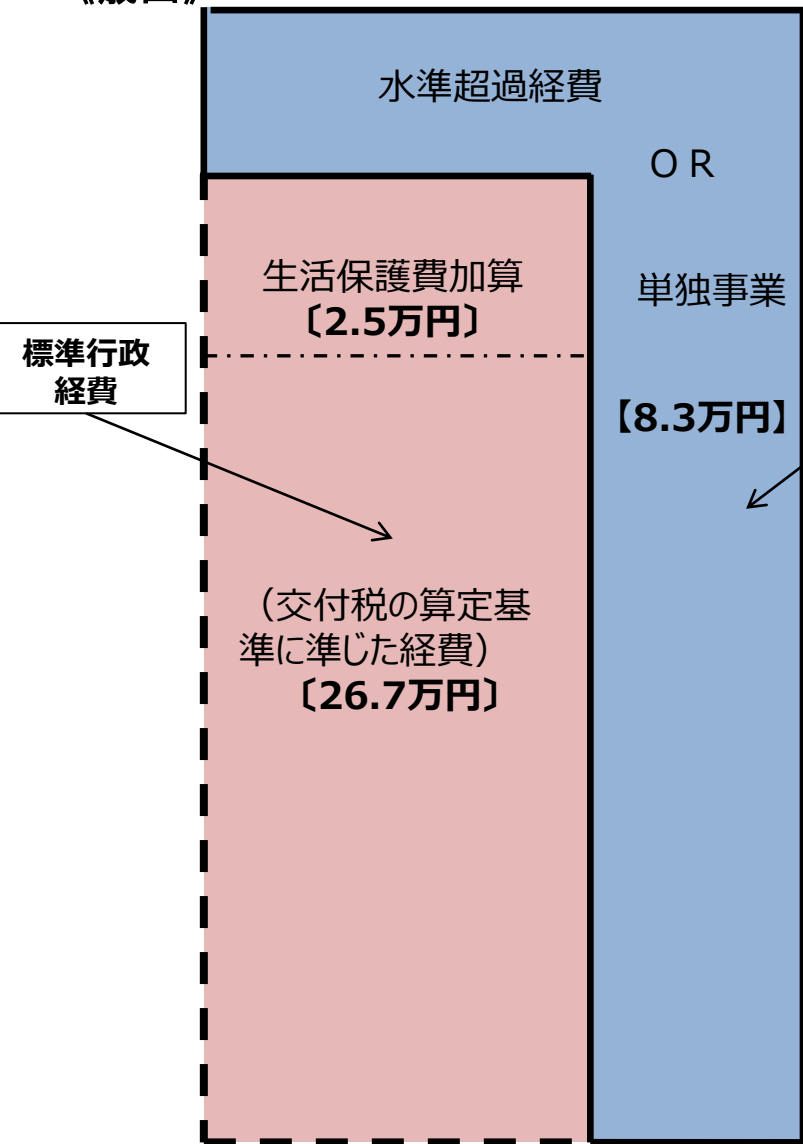 水準超過経費
ＯＲ
生活保護費加算
〔2.5万円〕
単独事業
標準行政
経費
【8.3万円】
（交付税の算定基
準に準じた経費）
〔26.7万円〕